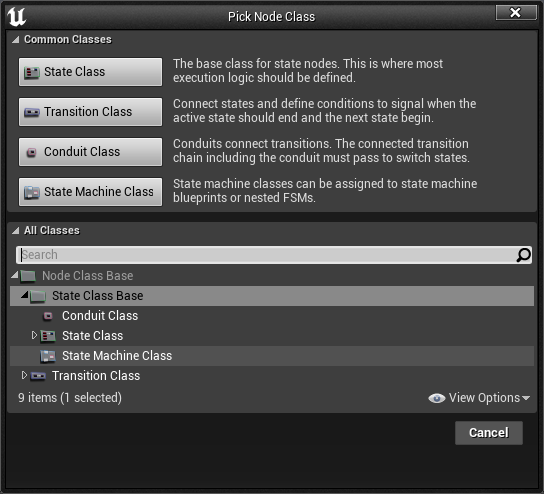 Pick Node Class
Common Classes
State Class
The base class for state nodes. This is where most
execution logic should be defined.
Transition Class
Connect states and define conditions to signal when the
active state should end and the next state begin.
Conduit Class
Conduits connect transitions. The connected transition
chain including the conduit must pass to switch states.
State Machine Class
State machine classes can be assigned to state machine
blueprints or nested FSMs.
All Classes
Search
Node Class Base
State Class Base
Conduit Class
State Class
State Machine Class
Transition Class
9 items (1 selected)
View Options
Cancel